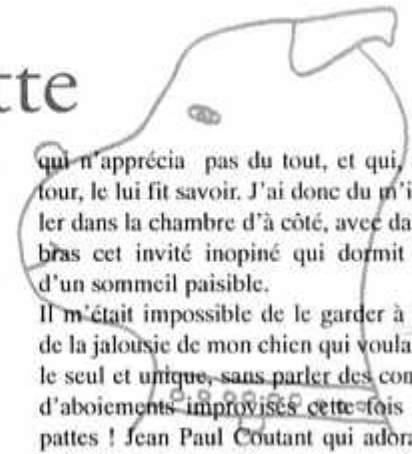 tte
qui n'apprécia pas du tout, et qui,
tour, le lui fit savoir. J'ai donc du m'i
ler dans la chambre d'à côté, avec da
bras cet invité inopiné qui dormit
d'un sommeil paisible.
Il m'était impossible de le garder à
de la jalousie de mon chien qui voula
le seul et unique, sans parler des con
d'aboiements improvisés cette fois
pattes ! Jean Paul Coutant qui adora